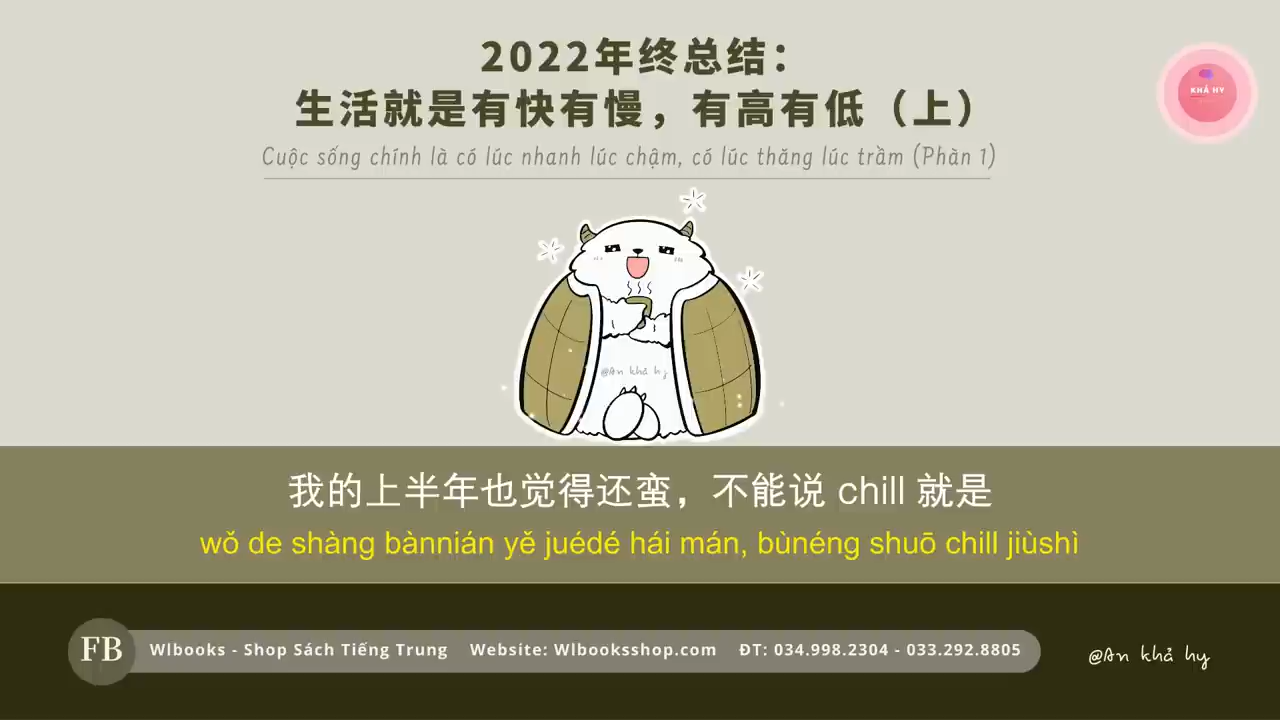 2022年终总结：
生活就是有快有慢，有高有低（上）
Cuộc sống chính là có lúc nhanh lúc chậm, có lúc thăng lúc trầm (Phần 1)
KHẢ HY
@An khả hy
我的上半年也觉得还蛮，不能说 chill 就是
wǒ de shàng bànnián yě juédé hái mán, bùnéng shuō chill jiùshì
FB
Wlbooks - Shop Sách Tiếng Trung Website: Wlbooksshop.com ĐT: 034.998.2304 - 033.292.8805
@An khả hy